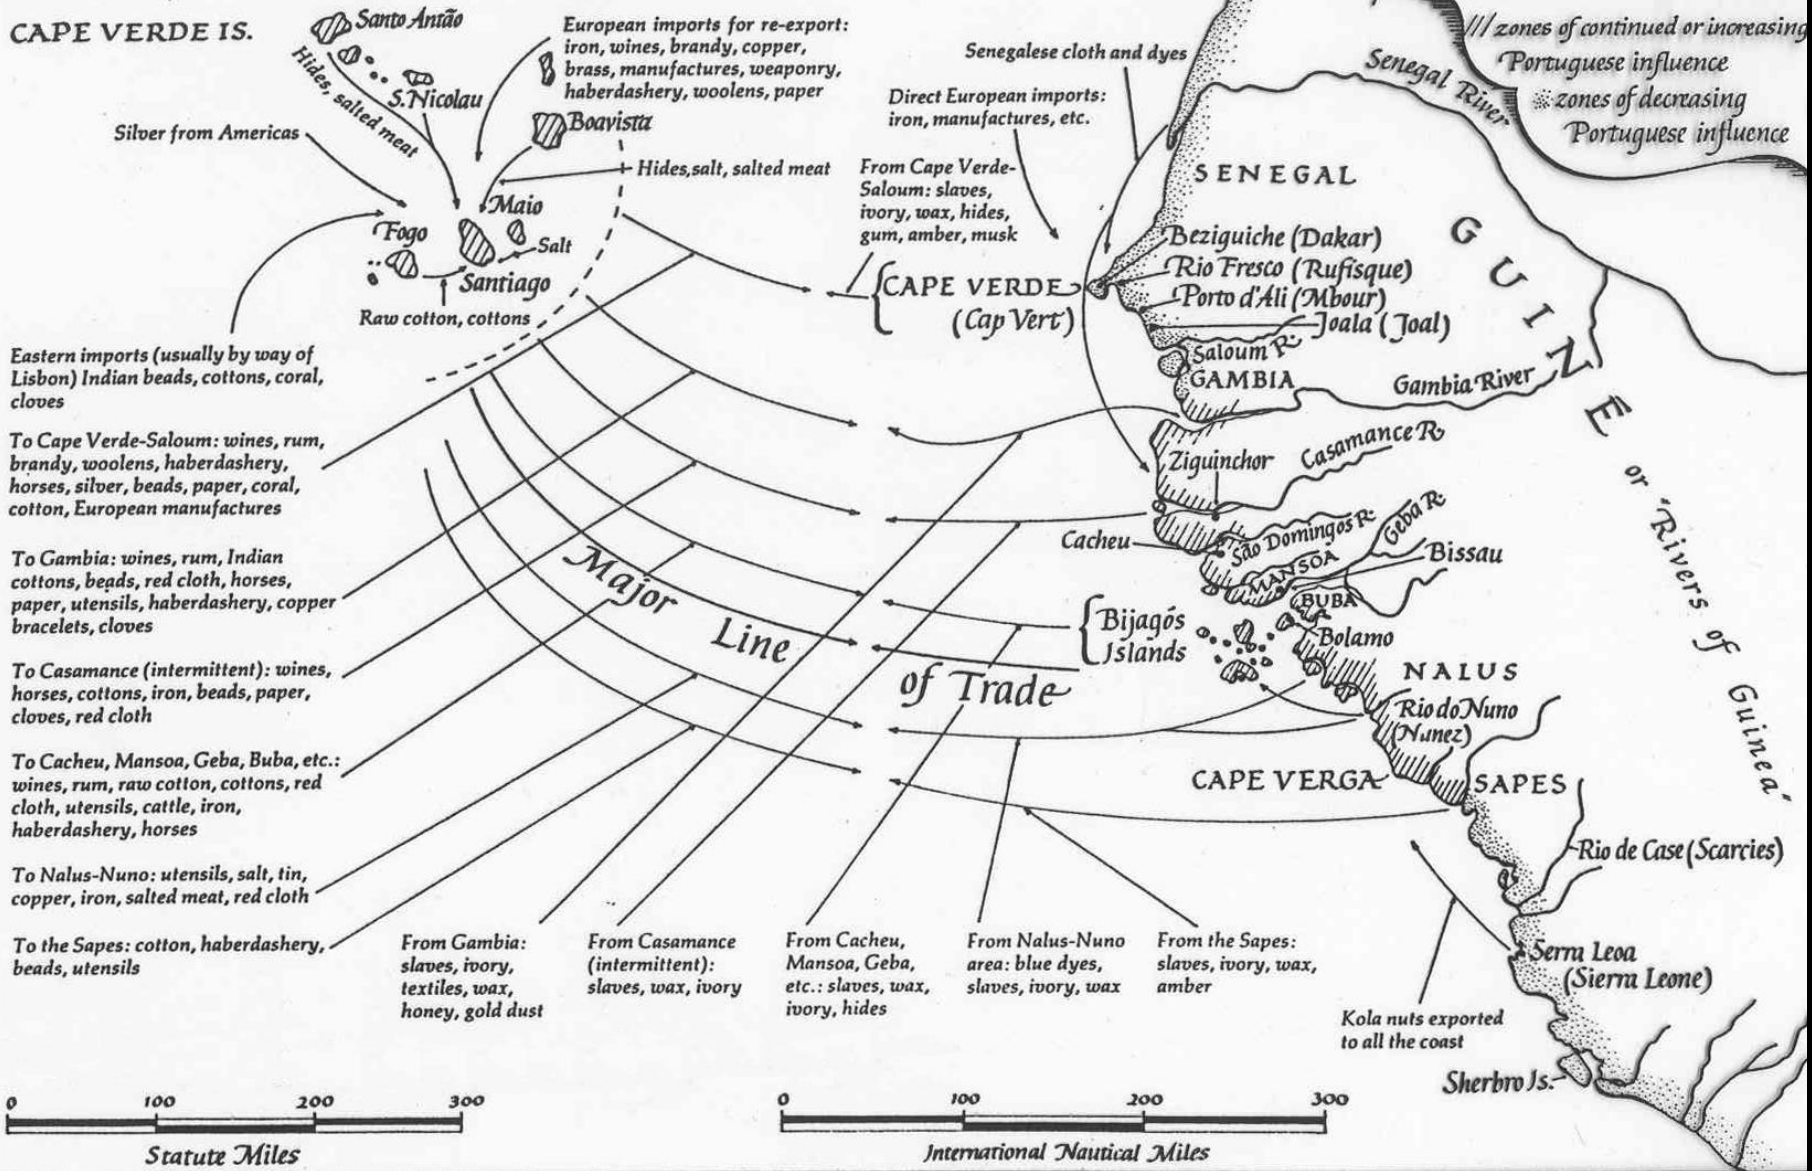 CAPE VERDE IS.
Santo Antão
S. Nicolau
Hides, salted meat
European imports for re-export:
iron, wines, brandy, copper,
brass, manufactures, weaponry,
haberdashery, woolens, paper
Boavista
Silver from Americas
Hides, salt, salted meat
Maio
Fogo
Salt
Santiago
Raw cotton, cottons
Senegalese cloth and dyes
Direct European imports:
iron, manufactures, etc.
From Cape Verde-
Saloum: slaves,
ivory, wax, hides,
gum, amber, musk
/// zones of continued or increasing
Portuguese influence
zones of decreasing
Portuguese influence
Senegal River
SENEGAL
GUINÉ
or "Rivers of Guinea"
Beziguiche (Dakar)
Rio Fresco (Rufisque)
Porto d'Ali (Mbour)
Joala (Joal)
CAPE VERDE
(Cap Vert)
Saloum R.
GAMBIA
Gambia River
Ziguinchor
Casamance R.
Cacheu
São Domingos R.
Geba R.
MANSOA
Bissau
BUBA
Bijagós
Islands
Bolamo
NALUS
Rio do Nuno
(Nunez)
CAPE VERGA
SAPES
Rio de Case (Scarcies)
Serra Leoa
(Sierra Leone)
Sherbro Is.
Kola nuts exported
to all the coast
Major Line of Trade
Eastern imports (usually by way of
Lisbon) Indian beads, cottons, coral,
cloves
To Cape Verde-Saloum: wines, rum,
brandy, woolens, haberdashery,
horses, silver, beads, paper, coral,
cotton, European manufactures
To Gambia: wines, rum, Indian
cottons, beads, red cloth, horses,
paper, utensils, haberdashery, copper
bracelets, cloves
To Casamance (intermittent): wines,
horses, cottons, iron, beads, paper,
cloves, red cloth
To Cacheu, Mansoa, Geba, Buba, etc.:
wines, rum, raw cotton, cottons, red
cloth, utensils, cattle, iron,
haberdashery, horses
To Nalus-Nuno: utensils, salt, tin,
copper, iron, salted meat, red cloth
To the Sapes: cotton, haberdashery,
beads, utensils
From Gambia:
slaves, ivory,
textiles, wax,
honey, gold dust
From Casamance
(intermittent):
slaves, wax, ivory
From Cacheu,
Mansoa, Geba,
etc.: slaves, wax,
ivory, hides
From Nalus-Nuno
area: blue dyes,
slaves, ivory, wax
From the Sapes:
slaves, ivory, wax,
amber
0 100 200 300
Statute Miles
0 100 200 300
International Nautical Miles